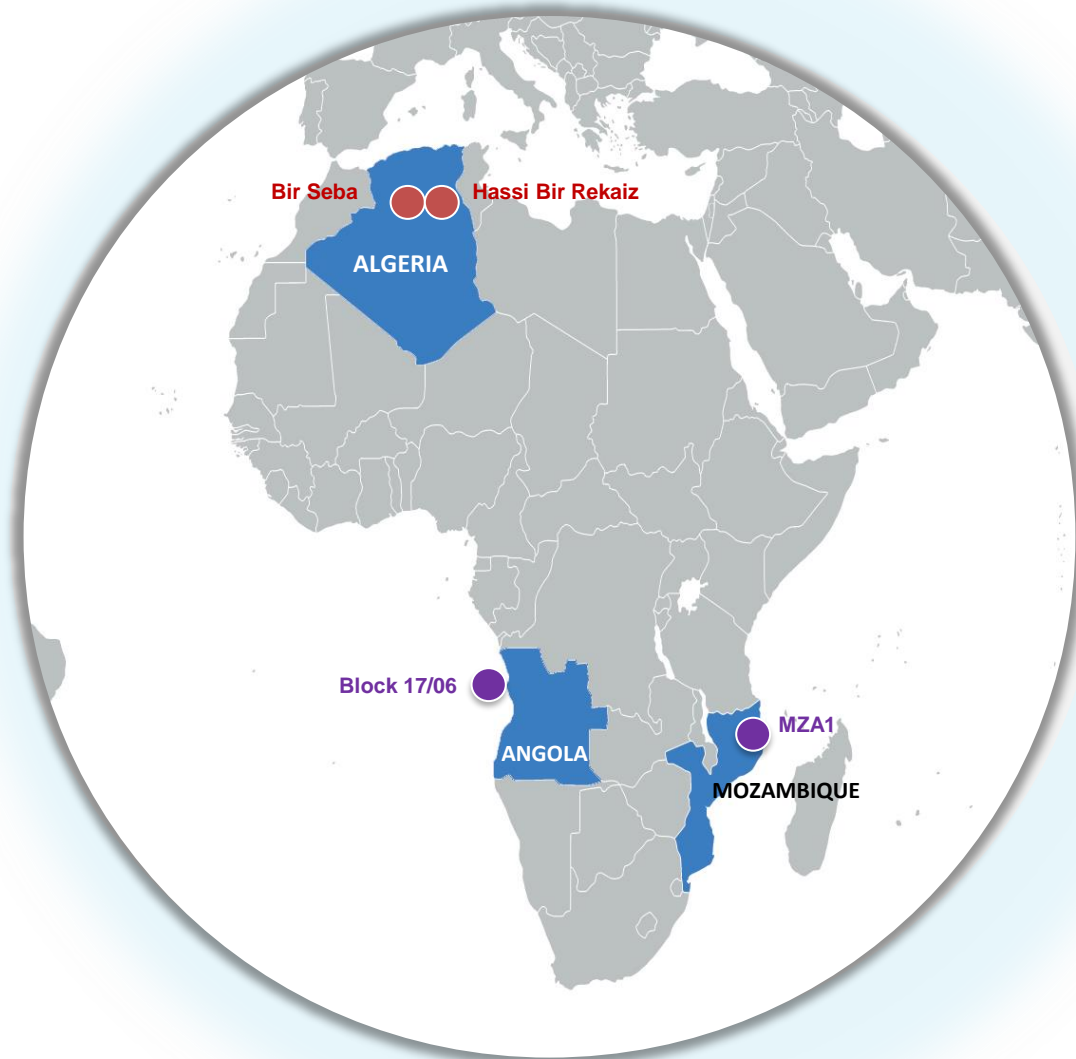 Bir Seba
Hassi Bir Rekaiz
ALGERIA
Block 17/06
MZA1
ANGOLA
MOZAMBIQUE